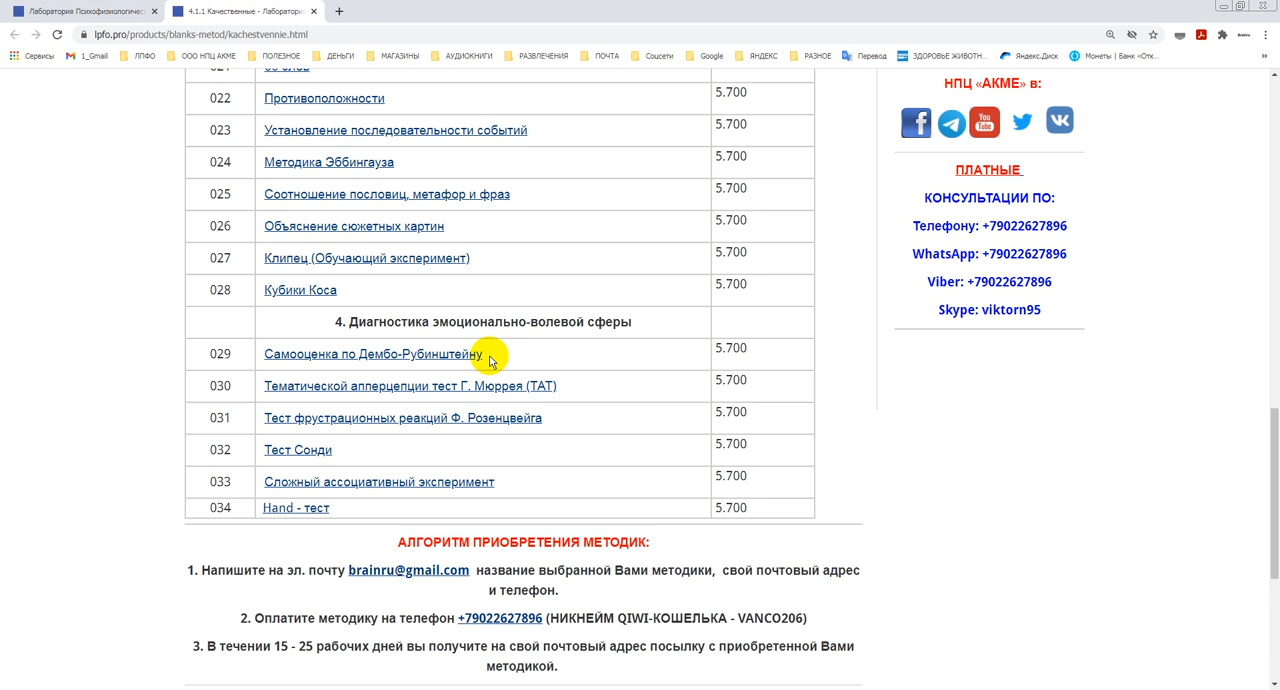 Лаборатория Психофизиологичес
4.1.1 Качественные - Лаборатори
lpfo.pro/products/blanks-metod/kachestvennie.html
Сервисы 1_Gmail ЛПФО ООО НПЦ АКМЕ ПОЛЕЗНОЕ ДЕНЬГИ МАГАЗИНЫ АУДИОКНИГИ РАЗВЛЕЧЕНИЯ ПОЧТА Соцсети Google ЯНДЕКС РАЗНОЕ Перевод ЗДОРОВЬЕ ЖИВОТН... Яндекс.Диск Монеты | Банк «Отк... »
022 Противоположности 5.700
023 Установление последовательности событий 5.700
024 Методика Эббингауза 5.700
025 Соотношение пословиц, метафор и фраз 5.700
026 Объяснение сюжетных картин 5.700
027 Клипец (Обучающий эксперимент) 5.700
028 Кубики Коса 5.700
4. Диагностика эмоционально-волевой сферы
029 Самооценка по Дембо-Рубинштейну 5.700
030 Тематической апперцепции тест Г. Мюррея (ТАТ) 5.700
031 Тест фрустрационных реакций Ф. Розенцвейга 5.700
032 Тест Сонди 5.700
033 Сложный ассоциативный эксперимент 5.700
034 Hand - тест 5.700
АЛГОРИТМ ПРИОБРЕТЕНИЯ МЕТОДИК:
1. Напишите на эл. почту brainru@gmail.com название выбранной Вами методики, свой почтовый адрес
и телефон.
2. Оплатите методику на телефон +79022627896 (НИКНЕЙМ QIWI-КОШЕЛЬКА - VANCO206)
3. В течении 15 - 25 рабочих дней вы получите на свой почтовый адрес посылку с приобретенной Вами
методикой.
НПЦ «АКМЕ» в:
You
Tube
ПЛАТНЫЕ
КОНСУЛЬТАЦИИ ПО:
Телефону: +79022627896
WhatsApp: +79022627896
Viber: +79022627896
Skype: viktorn95